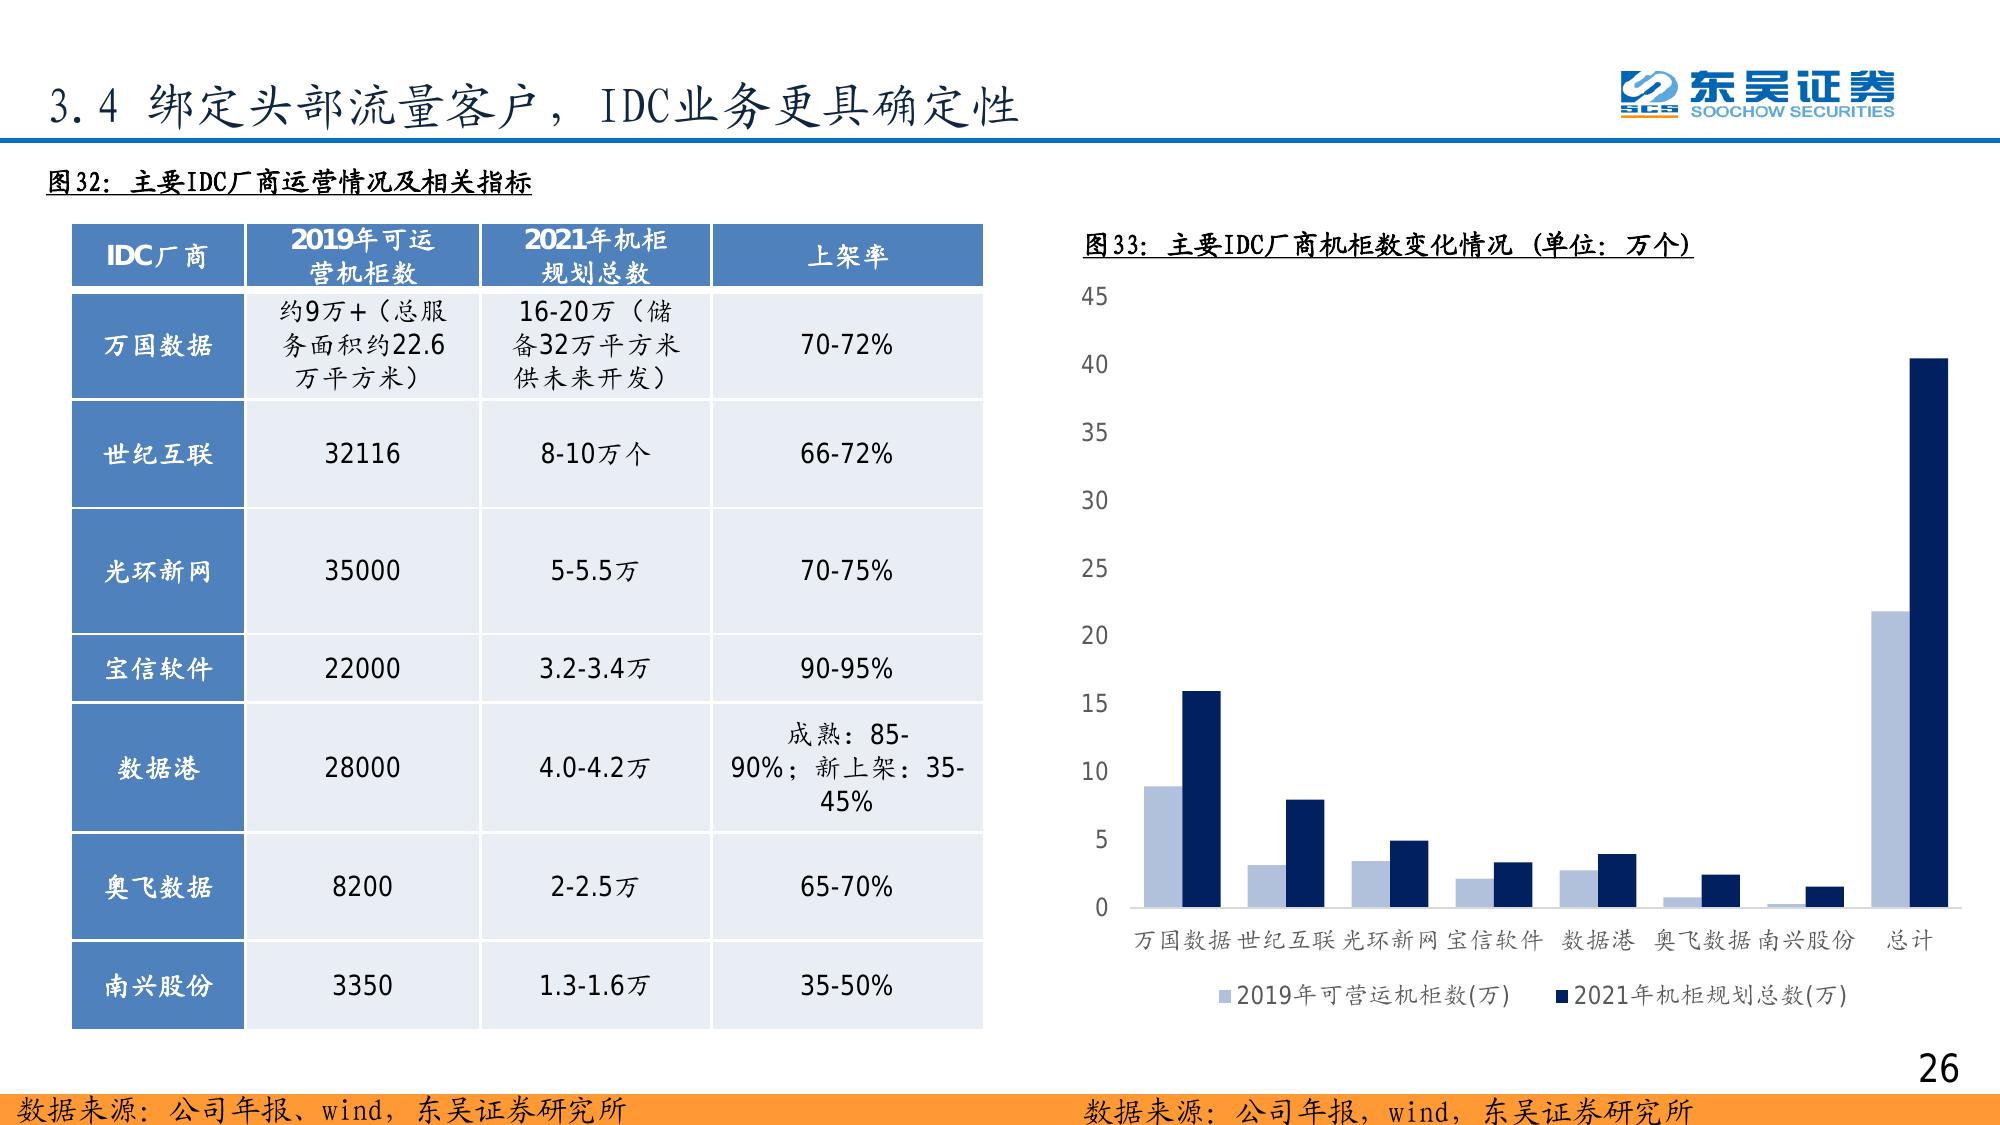 3.4 绑定头部流量客户，IDC业务更具确定性
SCS
东吴证券
SOOCHOW SECURITIES
图32：主要IDC厂商运营情况及相关指标
IDC厂商
2019年可运
营机柜数
2021年机柜
规划总数
上架率
万国数据
约9万+（总服
务面积约22.6
万平方米）
16-20万（储
备32万平方米
供未来开发）
70-72%
世纪互联
32116
8-10万个
66-72%
光环新网
35000
5-5.5万
70-75%
宝信软件
22000
3.2-3.4万
90-95%
数据港
28000
4.0-4.2万
成熟：85-
90%；新上架：35-
45%
奥飞数据
8200
2-2.5万
65-70%
南兴股份
3350
1.3-1.6万
35-50%
图33：主要IDC厂商机柜数变化情况（单位：万个）
45
40
35
30
25
20
15
10
5
0
万国数据 世纪互联 光环新网 宝信软件 数据港 奥飞数据 南兴股份 总计
2019年可营运机柜数(万) 2021年机柜规划总数(万)
26
数据来源：公司年报、wind，东吴证券研究所
数据来源：公司年报，wind，东吴证券研究所